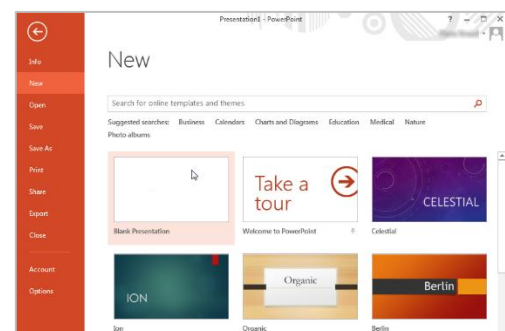 Presentation1 - PowerPoint
?
Info
New
Open
Save
Save As
Print
Share
Export
Close
Account
Options
New
Search for online templates and themes
Suggested searches: Business Calendars Charts and Diagrams Education Medical Nature
Photo albums
Blank Presentation
Take a
tour
Welcome to PowerPoint
CELESTIAL
Celestial
ION
Ion
Organic
Organic
Berlin
Berlin